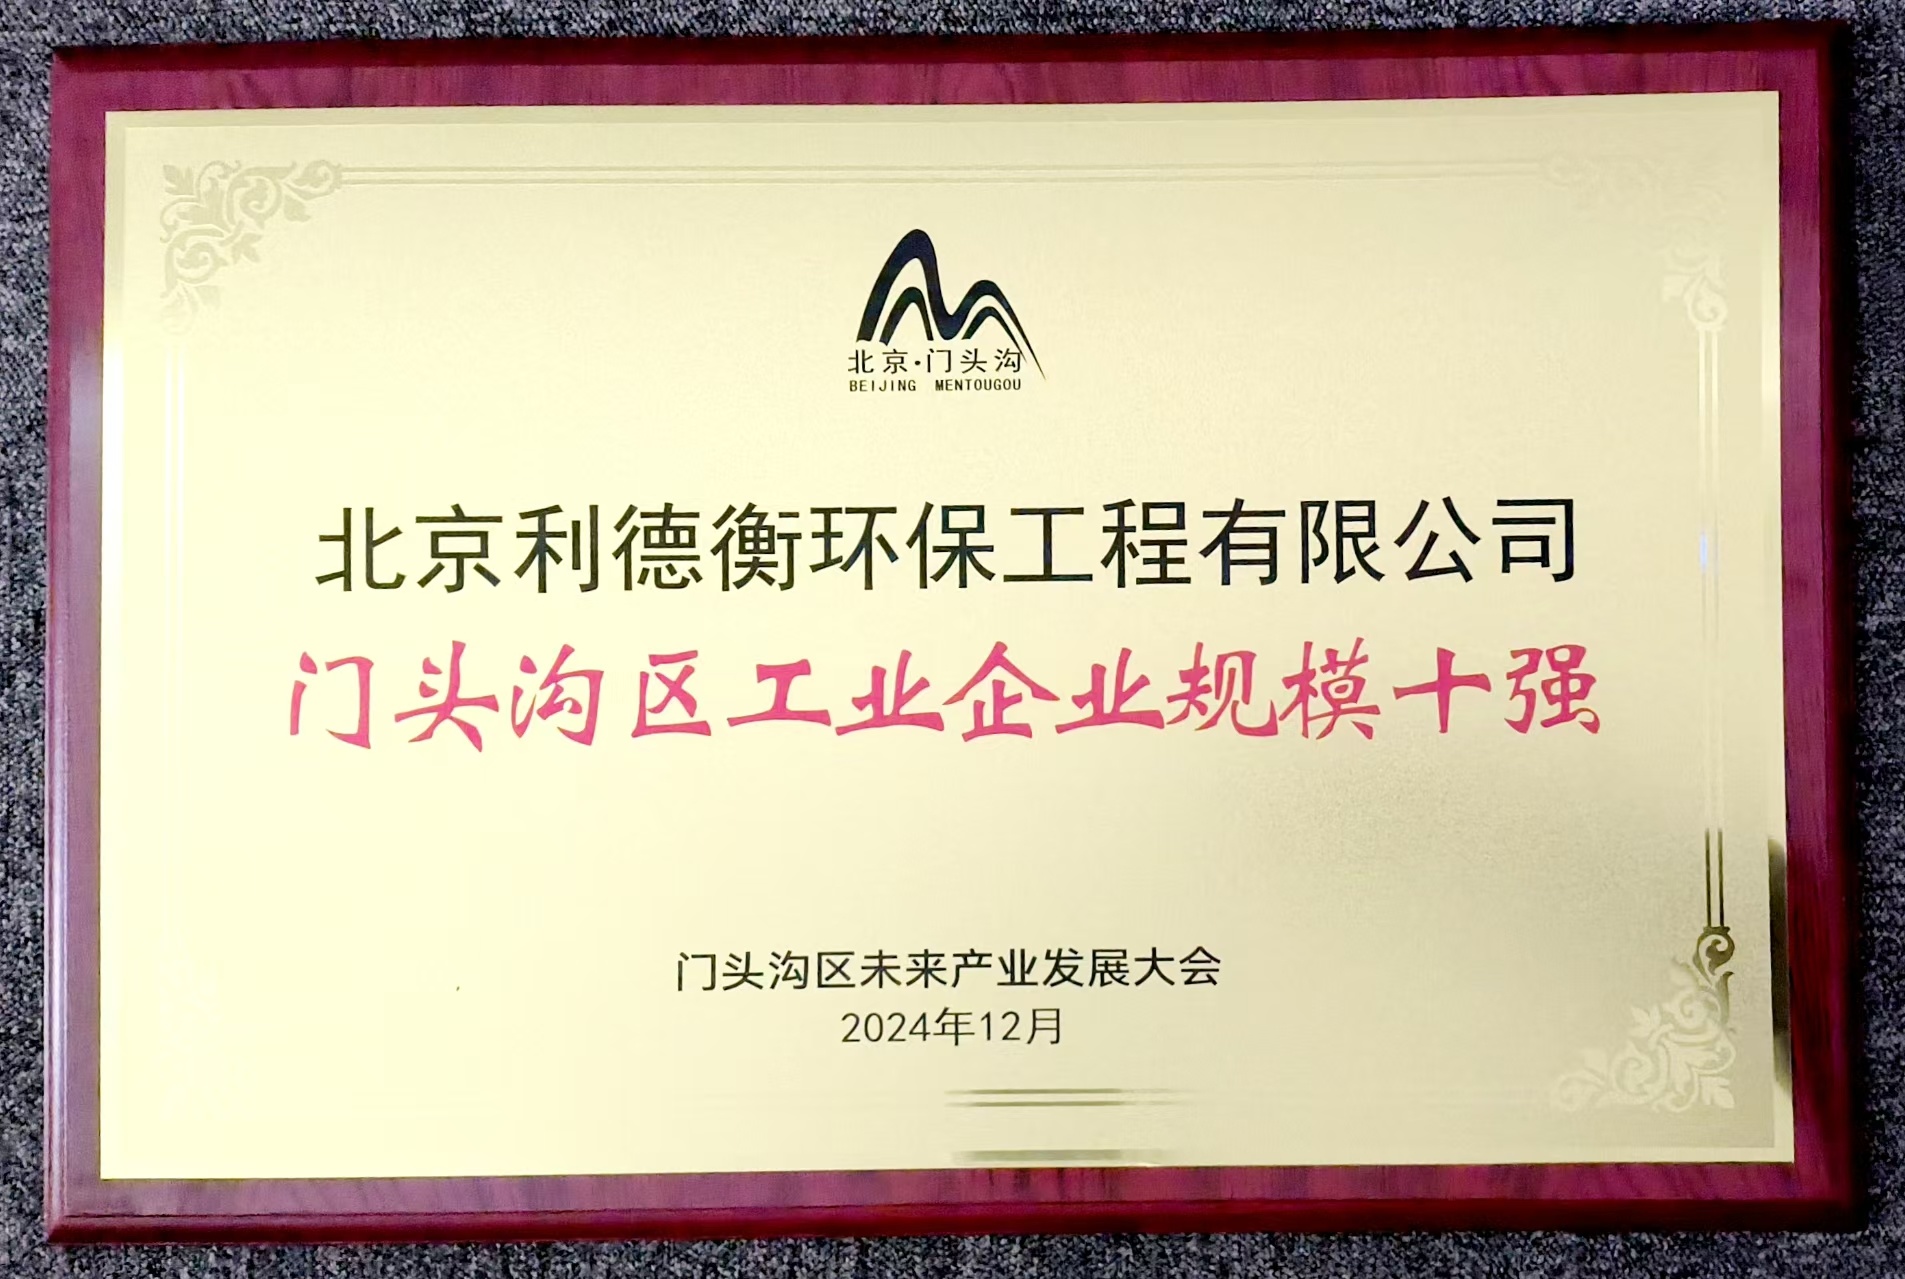 北京·门头沟
BEIJING MENTOUGOU
北京利德衡环保工程有限公司
门头沟区工业企业规模十强
门头沟区未来产业发展大会
2024年12月